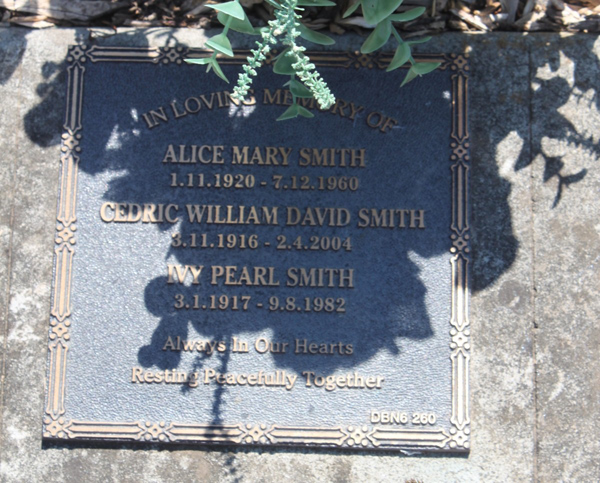 IN LOVING MEMORY OF
ALICE MARY SMITH
1.11.1920 - 7.12.1960
CEDRIC WILLIAM DAVID SMITH
3.11.1916 - 2.4.2004
IVY PEARL SMITH
3.1.1917 - 9.8.1982
Always In Our Hearts
Resting Peacefully Together
DBN6 260